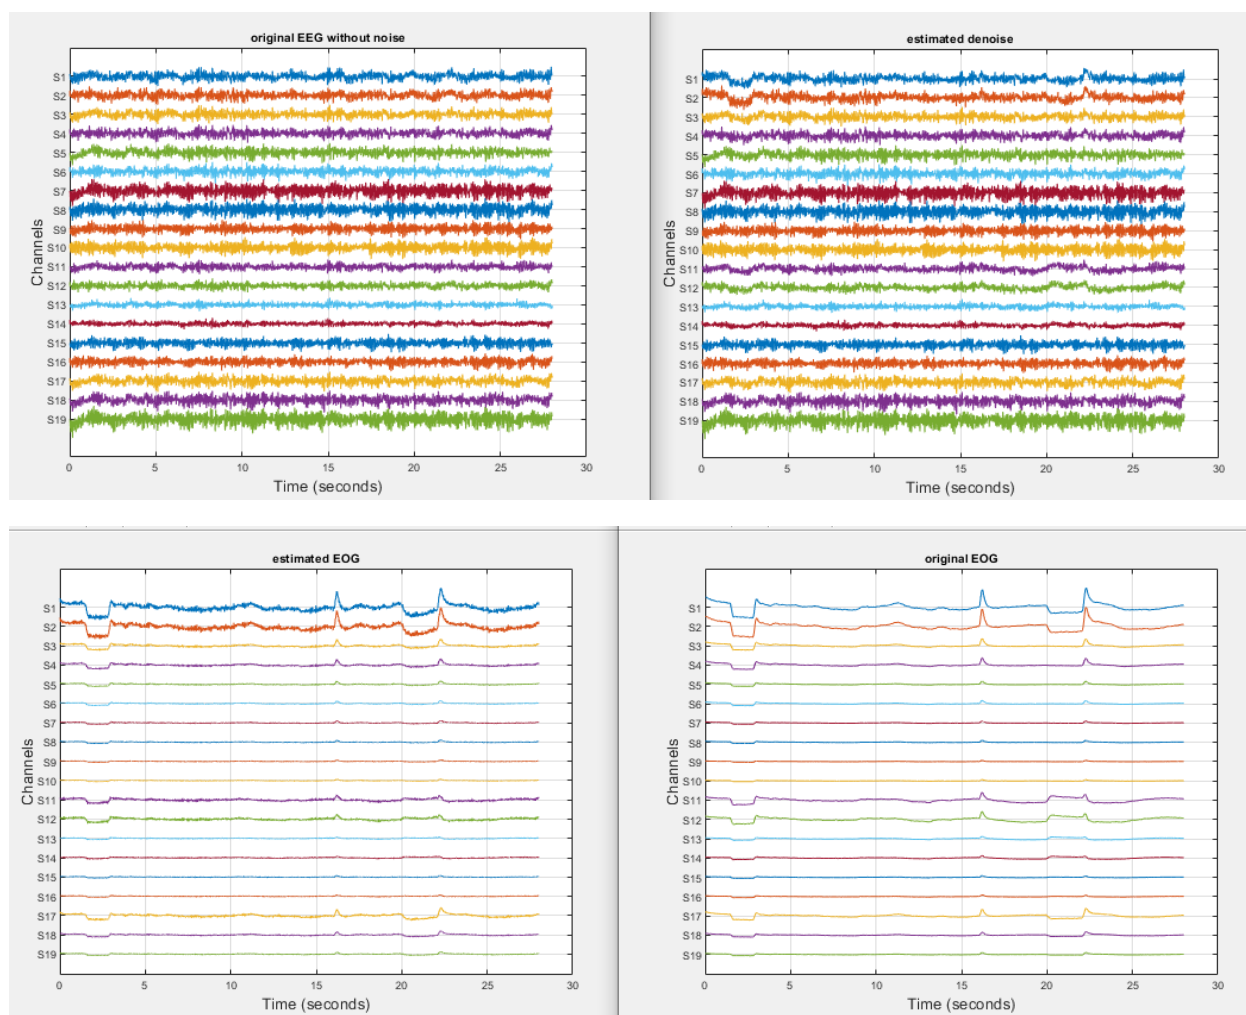 original EEG without noise
S1
S2
S3
S4
S5
S6
S7
S8
S9
S10
S11
S12
S13
S14
S15
S16
S17
S18
S19
Channels
0 5 10 15 20 25 30
Time (seconds)
estimated denoise
S1
S2
S3
S4
S5
S6
S7
S8
S9
S10
S11
S12
S13
S14
S15
S16
S17
S18
S19
Channels
0 5 10 15 20 25 30
Time (seconds)
estimated EOG
S1
S2
S3
S4
S5
S6
S7
S8
S9
S10
S11
S12
S13
S14
S15
S16
S17
S18
S19
Channels
0 5 10 15 20 25 30
Time (seconds)
original EOG
S1
S2
S3
S4
S5
S6
S7
S8
S9
S10
S11
S12
S13
S14
S15
S16
S17
S18
S19
Channels
0 5 10 15 20 25 30
Time (seconds)